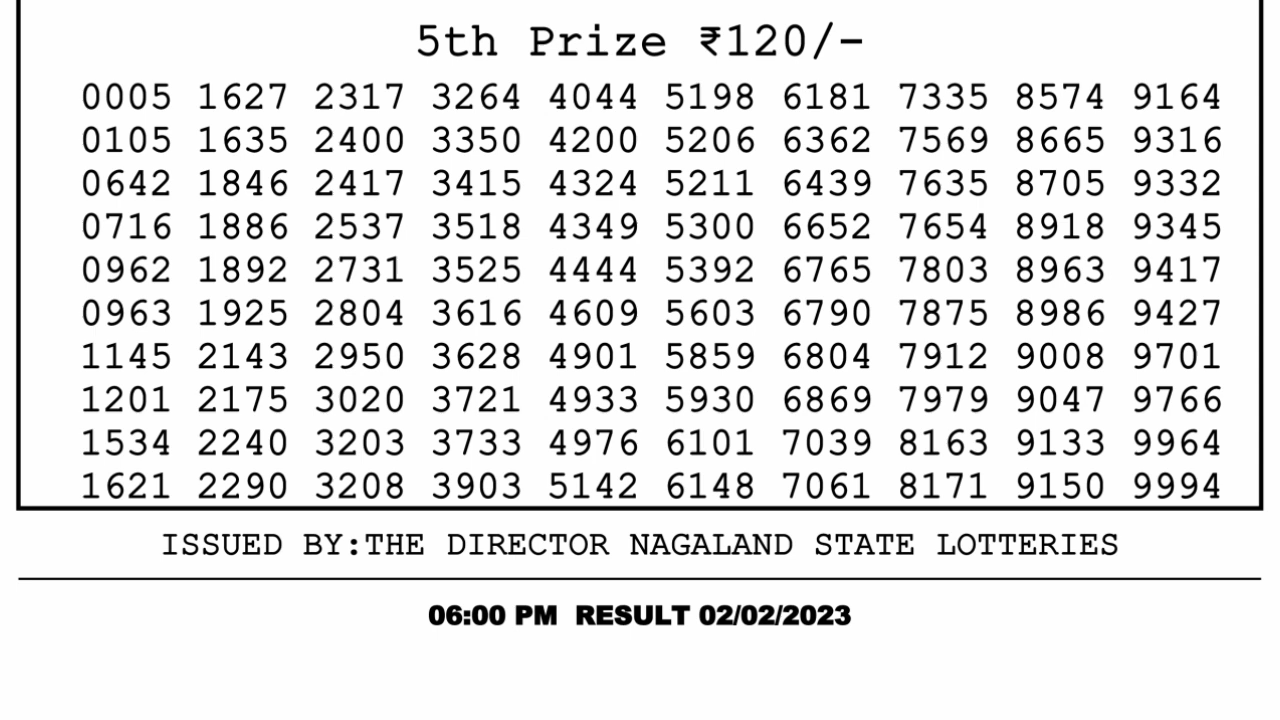 5th Prize ₹120/-
0005 1627 2317 3264 4044 5198 6181 7335 8574 9164
0105 1635 2400 3350 4200 5206 6362 7569 8665 9316
0642 1846 2417 3415 4324 5211 6439 7635 8705 9332
0716 1886 2537 3518 4349 5300 6652 7654 8918 9345
0962 1892 2731 3525 4444 5392 6765 7803 8963 9417
0963 1925 2804 3616 4609 5603 6790 7875 8986 9427
1145 2143 2950 3628 4901 5859 6804 7912 9008 9701
1201 2175 3020 3721 4933 5930 6869 7979 9047 9766
1534 2240 3203 3733 4976 6101 7039 8163 9133 9964
1621 2290 3208 3903 5142 6148 7061 8171 9150 9994
ISSUED BY:THE DIRECTOR NAGALAND STATE LOTTERIES
06:00 PM RESULT 02/02/2023